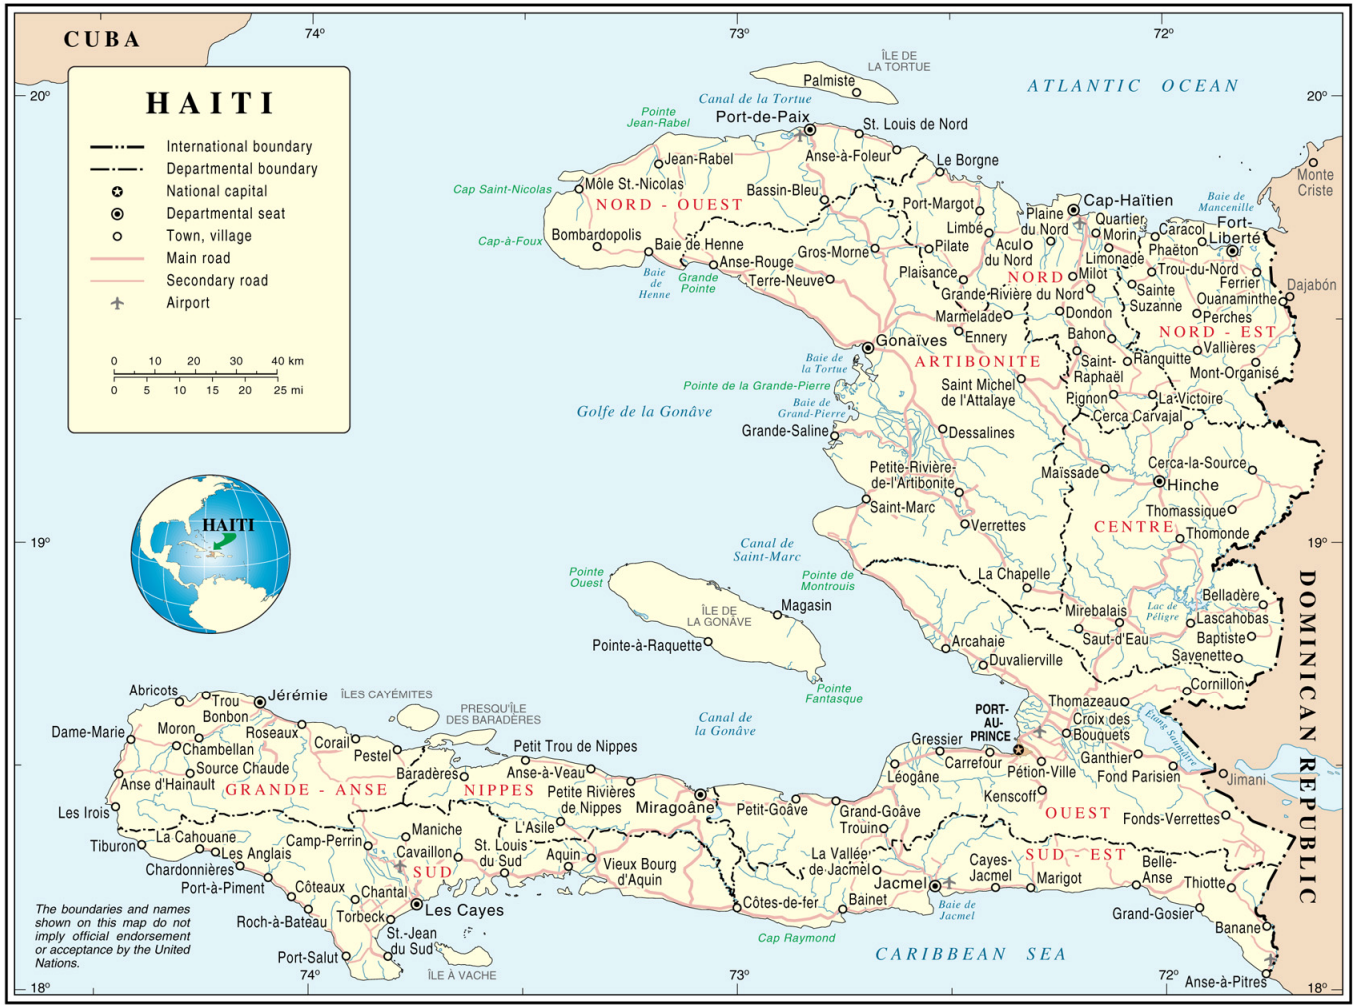 CUBA
74°
73°
72°
20°
20°
HAITI
International boundary
Departmental boundary
National capital
Departmental seat
Town, village
Main road
Secondary road
Airport
0 10 20 30 40 km
0 5 10 15 20 25 mi
HAITI
ÎLE DE
LA TORTUE
Palmiste
ATLANTIC OCEAN
Canal de la Tortue
Pointe
Jean-Rabel
Port-de-Paix
St. Louis de Nord
Jean-Rabel
Anse-à-Foleur
Le Borgne
Monte
Criste
Cap Saint-Nicolas
Môle St.-Nicolas
Bassin-Bleu
NORD - OUEST
Port-Margot
Plaine
du Nord
Cap-Haïtien
Quartier
Morin
Baie de
Mancenille
Fort-
Liberté
Caracol
Phaëton
Limbé
Acul
du Nord
Limonade
Cap-à-Foux
Bombardopolis
Baie de Henne
Baie
de
Henne
Anse-Rouge
Grande
Pointe
Gros-Morne
Pilate
Terre-Neuve
Plaisance
NORD
Milot
Trou-du-Nord
Ferrier
Dajabón
Grande Rivière du Nord
Sainte
Suzanne
Ouanaminthe
Marmelade
Dondon
Perches
Ennery
Bahon
NORD - EST
Gonaïves
ARTIBONITE
Saint-
Raphaël
Ranquitte
Vallières
Mont-Organisé
Baie de
la Tortue
Pointe de la Grande-Pierre
Saint Michel
de l'Attalaye
Pignon
La Victoire
Baie de
Grand-Pierre
Golfe de la Gonâve
Cerca Carvajal
Grande-Saline
Dessalines
Petite-Rivière-
de-l'Artibonite
Maïssade
Cerca-la-Source
Hinche
Saint-Marc
Verrettes
Thomassique
CENTRE
Thomonde
19°
19°
Canal de
Saint-Marc
Pointe
Ouest
Pointe de
Montrouis
La Chapelle
ÎLE DE
LA GONÂVE
Magasin
Pointe-à-Raquette
Lac de
Péligre
Belladère
Mirebalais
Lascahobas
Saut-d'Eau
Baptiste
Savenette
Arcahaie
Duvalierville
Pointe
Fantasque
Cornillon
Thomazeau
DOMINICAN REPUBLIC
Abricots
Trou
Bonbon
Jérémie
ÎLES CAYÉMITES
PRESQU'ÎLE
DES BARADÈRES
Canal de
la Gonâve
PORT-
AU-
PRINCE
Croix des
Bouquets
Étang Saumâtre
Dame-Marie
Moron
Chambellan
Roseaux
Corail
Pestel
Petit Trou de Nippes
Gressier
Carrefour
Pétion-Ville
Ganthier
Fond Parisien
Jimani
Anse d'Hainault
Source Chaude
Baradères
Anse-à-Veau
Léogâne
GRANDE - ANSE
NIPPES
Petite Rivières
de Nippes
Miragoâne
Petit-Goâve
Grand-Goâve
Kenscoff
OUEST
Fonds-Verrettes
Les Irois
Tiburon
La Cahouane
Les Anglais
Camp-Perrin
Maniche
Cavaillon
L'Asile
St. Louis
du Sud
Aquin
Vieux Bourg
d'Aquin
Trouin
La Vallée
de Jacmel
SUD - EST
Cayes-
Jacmel
Marigot
Belle-
Anse
Thiotte
Chardonnières
Port-à-Piment
SUD
Jacmel
Baie de
Jacmel
Côteaux
Chantal
Les Cayes
Côtes-de-fer
Bainet
Grand-Gosier
Banane
Roch-à-Bateau
Torbeck
St.-Jean
du Sud
Cap Raymond
Port-Salut
ÎLE À VACHE
CARIBBEAN SEA
Anse-à-Pitres
The boundaries and names
shown on this map do not
imply official endorsement
or acceptance by the United
Nations.
74°
73°
72°
18°
18°